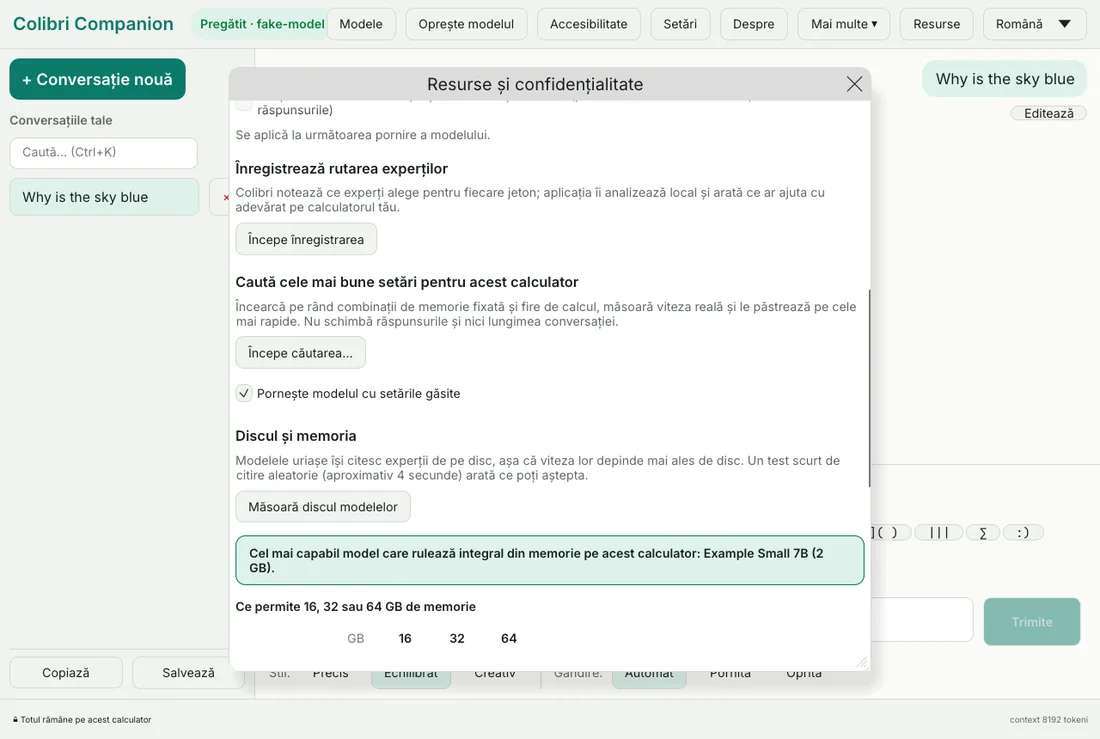 Colibri Companion
Pregătit · fake-model
Modele
Oprește modelul
Accesibilitate
Setări
Despre
Mai multe ▾
Resurse
Română
+ Conversație nouă
Conversațiile tale
Caută... (Ctrl+K)
Why is the sky blue
×
Why is the sky blue
Editează
Resurse și confidențialitate
răspunsurile)
Se aplică la următoarea pornire a modelului.
Înregistrează rutarea experților
Colibri notează ce experți alege pentru fiecare jeton; aplicația îi analizează local și arată ce ar ajuta cu
adevărat pe calculatorul tău.
Începe înregistrarea
Caută cele mai bune setări pentru acest calculator
Încearcă pe rând combinații de memorie fixată și fire de calcul, măsoară viteza reală și le păstrează pe cele
mai rapide. Nu schimbă răspunsurile și nici lungimea conversației.
Începe căutarea...
Pornește modelul cu setările găsite
Discul și memoria
Modelele uriașe își citesc experții de pe disc, așa că viteza lor depinde mai ales de disc. Un test scurt de
citire aleatorie (aproximativ 4 secunde) arată ce poți aștepta.
Măsoară discul modelelor
Cel mai capabil model care rulează integral din memorie pe acest calculator: Example Small 7B (2
GB).
Ce permite 16, 32 sau 64 GB de memorie
GB 16 32 64
]( )
|||
∑
:)
Trimite
Copiază
Salvează
Stil:
Precis
Echilibrat
Creativ
Gândire:
Automat
Pornită
Oprită
Totul rămâne pe acest calculator
context 8192 tokeni